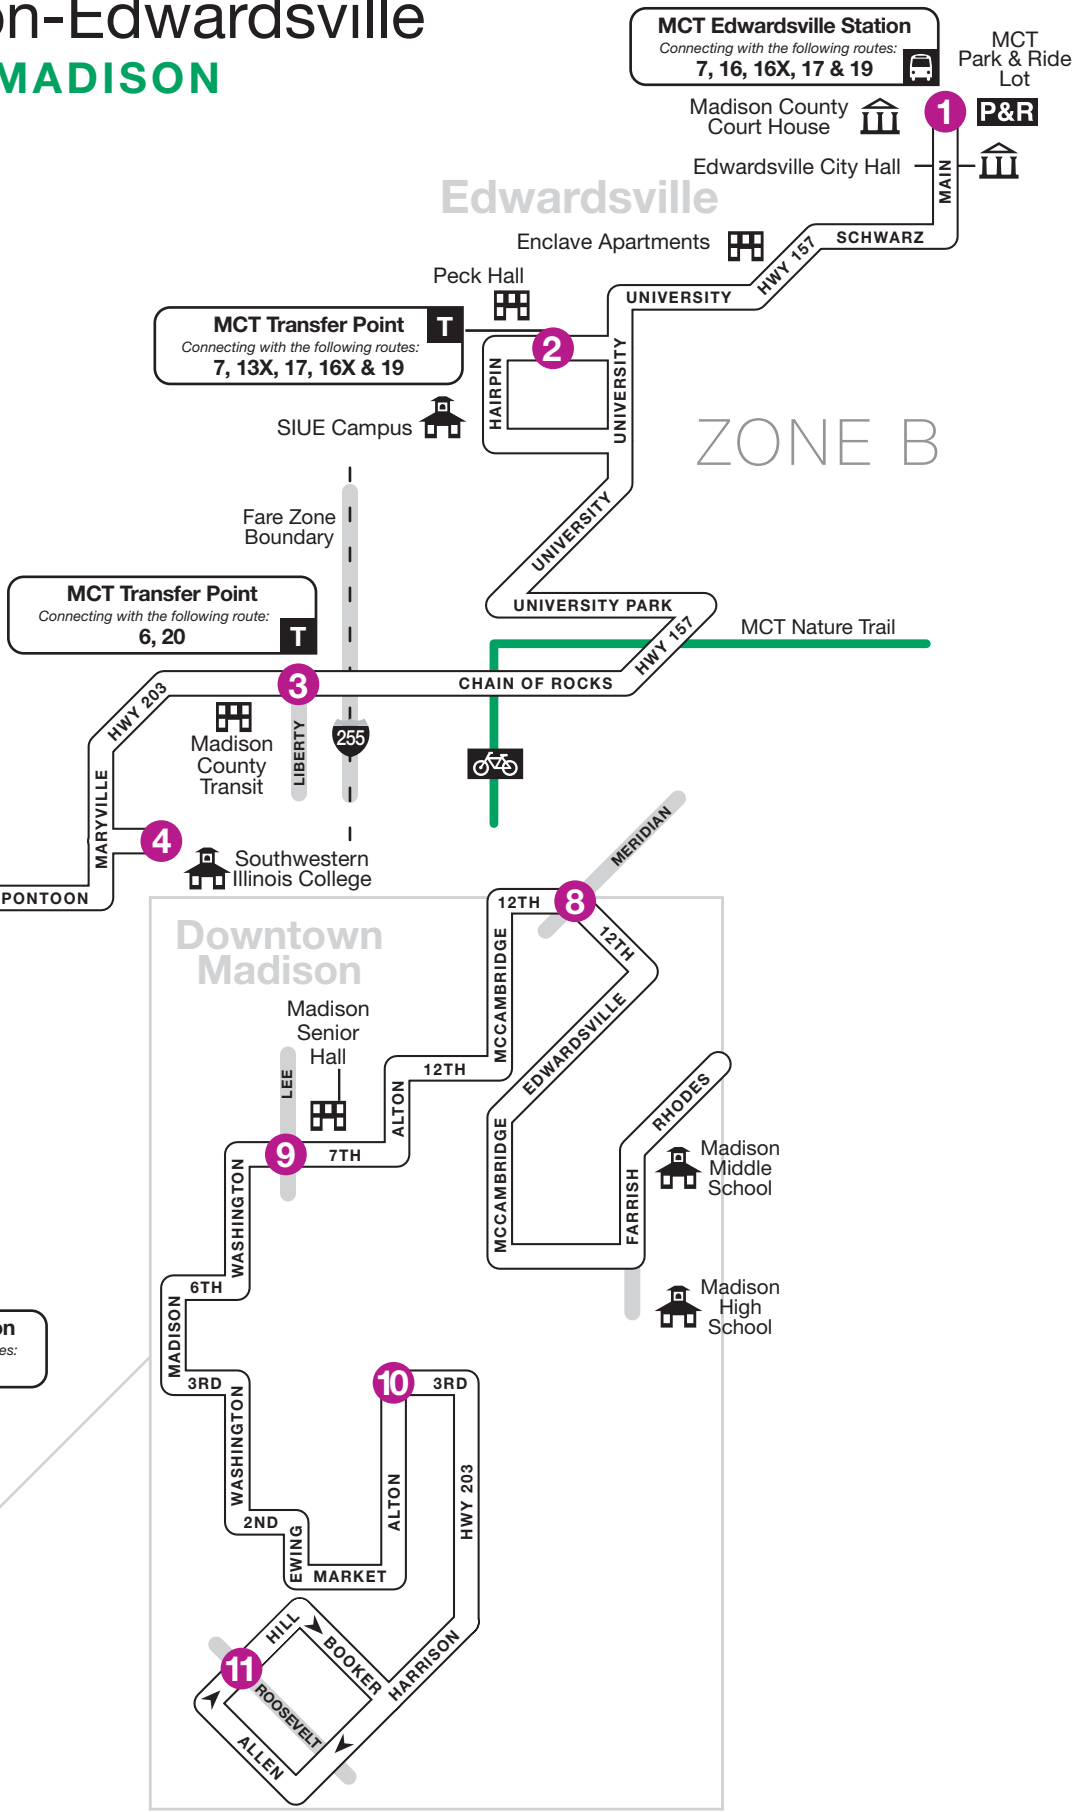 on-Edwardsville
MADISON
MCT Edwardsville Station
Connecting with the following routes:
7, 16, 16X, 17 & 19
MCT
Park & Ride
Lot
Madison County
Court House
1
P&R
Edwardsville City Hall
MAIN
Edwardsville
SCHWARZ
Enclave Apartments
HWY 157
Peck Hall
UNIVERSITY
MCT Transfer Point
T
Connecting with the following routes:
7, 13X, 17, 16X & 19
2
HAIRPIN
UNIVERSITY
SIUE Campus
ZONE B
Fare Zone
Boundary
UNIVERSITY
MCT Transfer Point
Connecting with the following route:
6, 20
T
UNIVERSITY PARK
MCT Nature Trail
HWY 157
3
CHAIN OF ROCKS
HWY 203
Madison
County
Transit
LIBERTY
255
MARYVILLE
4
Southwestern
Illinois College
PONTOON
MERIDIAN
12TH
8
12TH
Downtown
Madison
MCCAMBRIDGE
Madison
Senior
Hall
EDWARDSVILLE
LEE
12TH
ALTON
RHODES
9
7TH
MCCAMBRIDGE
Madison
Middle
School
FARRISH
WASHINGTON
6TH
Madison
High
School
MADISON
on
es:
3RD
10
3RD
WASHINGTON
ALTON
HWY 203
2ND
EWING
MARKET
HILL
BOOKER
HARRISON
11
ROOSEVELT
ALLEN